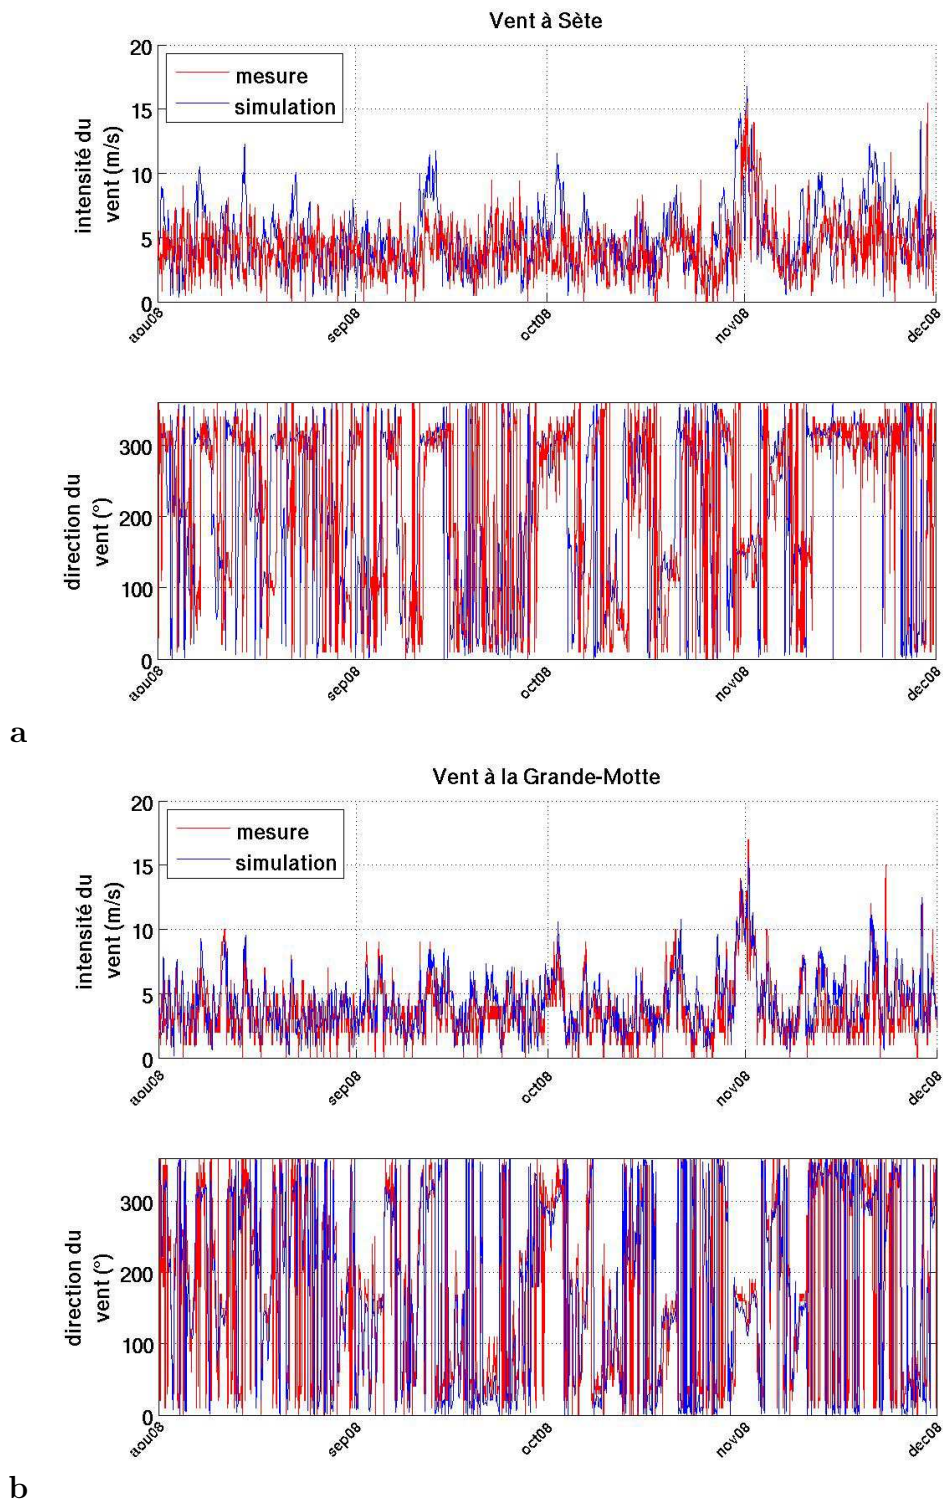 Vent à Sète
20
15
10
5
0
intensité du
vent (m/s)
mesure
simulation
aou08
sep08
oct08
nov08
dec08
300
200
100
0
direction du
vent (°)
aou08
sep08
oct08
nov08
dec08
a
Vent à la Grande-Motte
20
15
10
5
0
intensité du
vent (m/s)
mesure
simulation
aou08
sep08
oct08
nov08
dec08
300
200
100
0
direction du
vent (°)
aou08
sep08
oct08
nov08
dec08
b